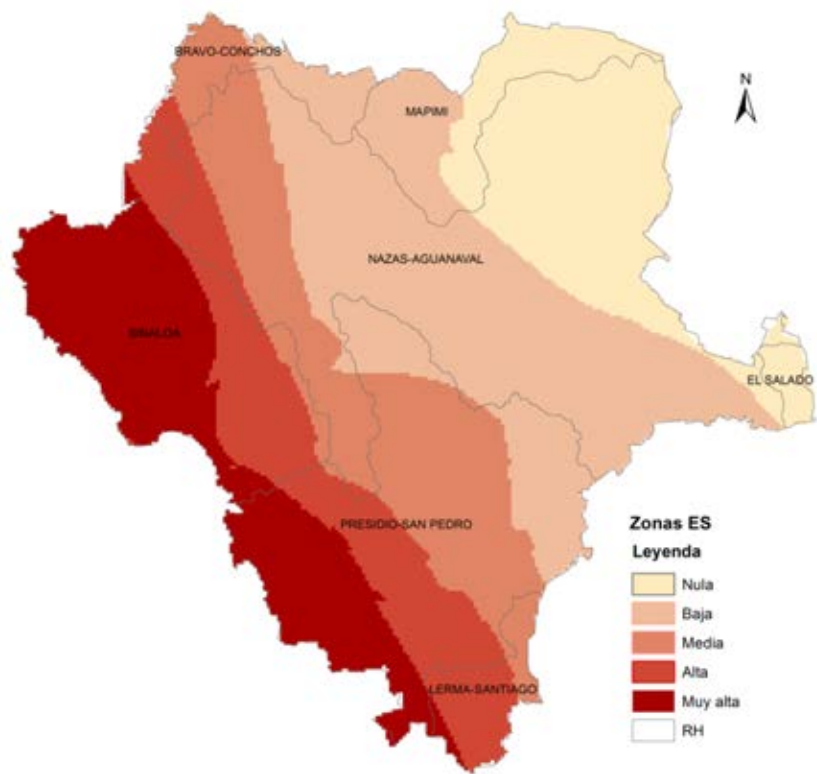 BRAVO-CONCHOS
MAPIMI
N
NAZAS-AGUANAVAL
SINALOA
EL SALADO
PRESIDIO-SAN PEDRO
LERMA-SANTIAGO
Zonas ES
Leyenda
Nula
Baja
Media
Alta
Muy alta
RH